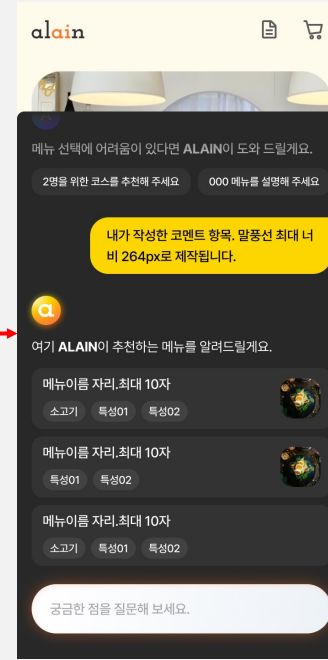 alain
메뉴 선택에 어려움이 있다면 ALAIN이 도와 드릴게요.
2명을 위한 코스를 추천해 주세요
000 메뉴를 설명해 주세요
내가 작성한 코멘트 항목. 말풍선 최대 너
비 264px로 제작됩니다.
a
여기 ALAIN이 추천하는 메뉴를 알려드릴게요.
메뉴이름 자리.최대 10자
소고기 특성01 특성02
메뉴이름 자리.최대 10자
특성01 특성02
메뉴이름 자리.최대 10자
소고기 특성01 특성02
궁금한 점을 질문해 보세요.